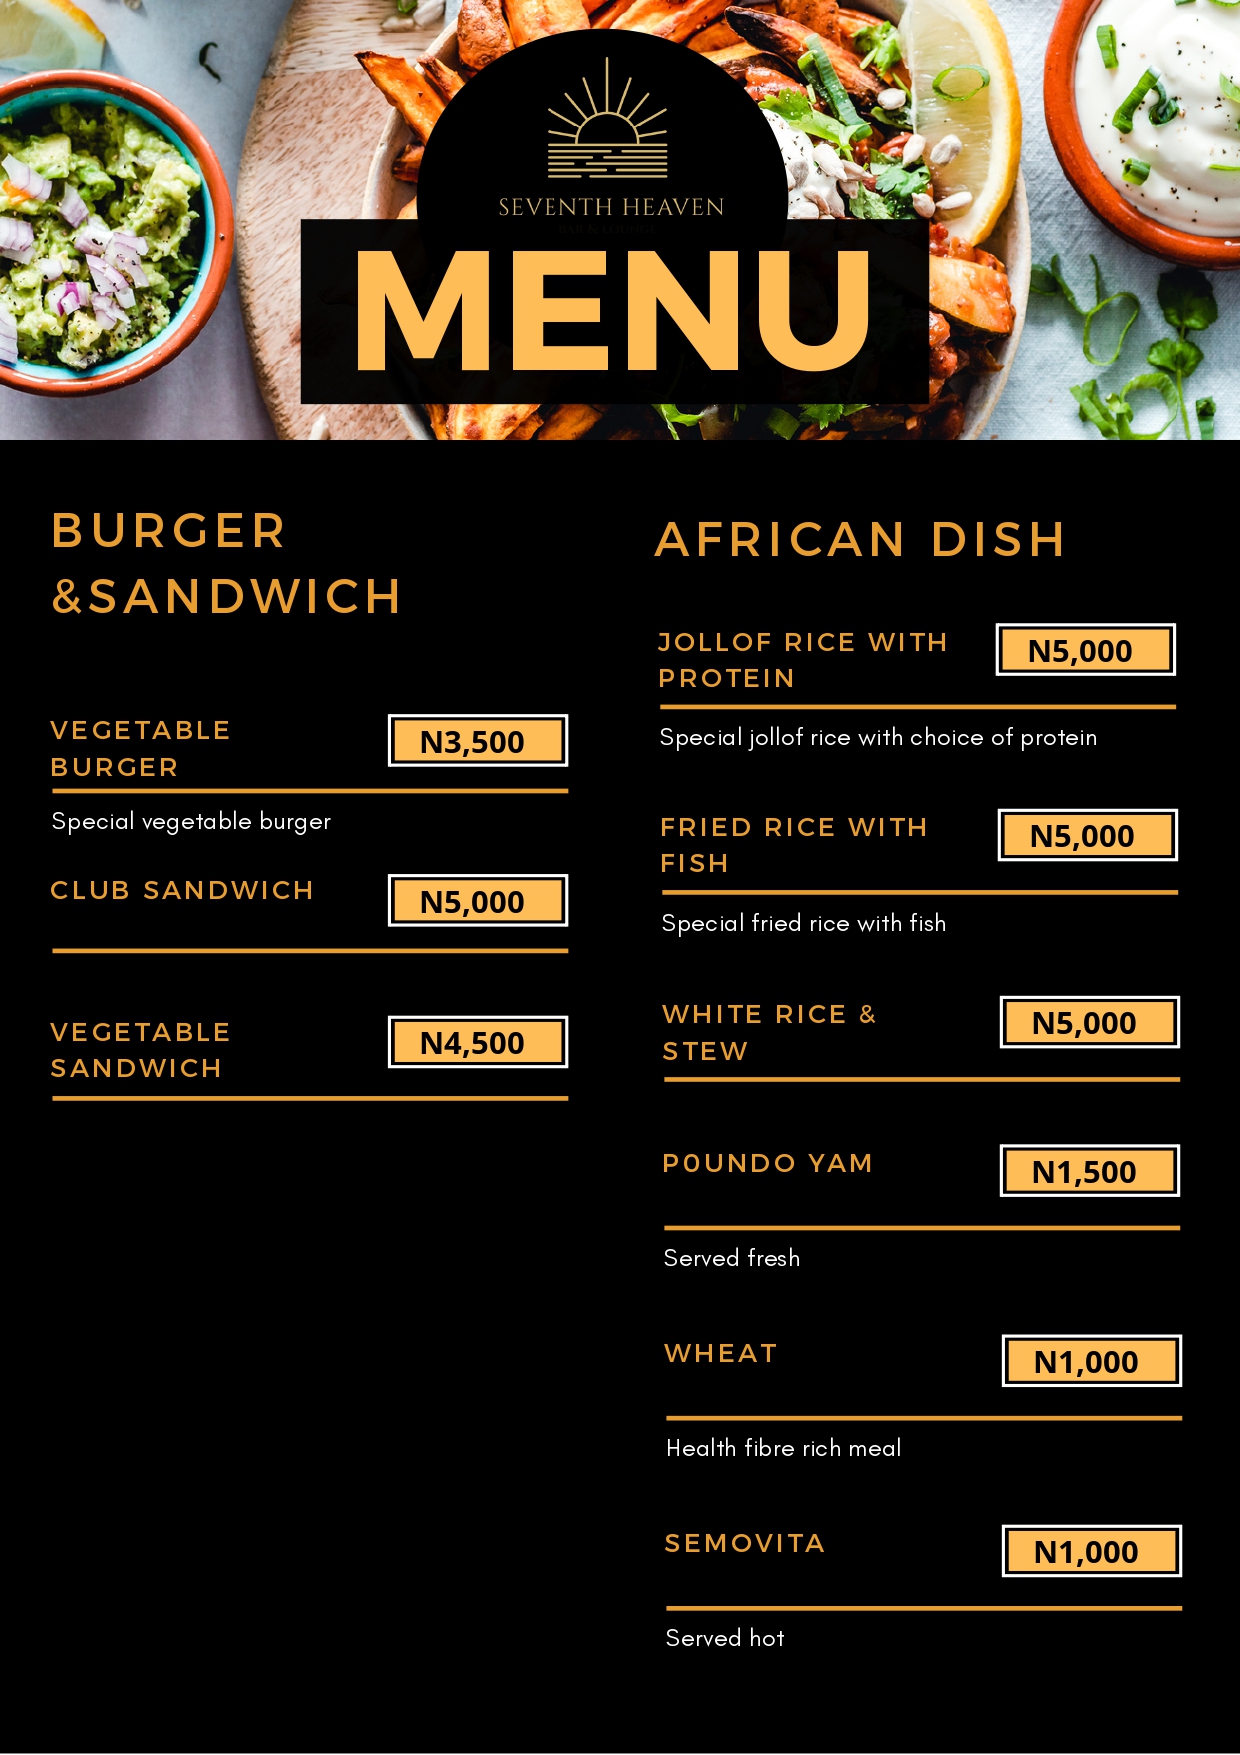 SEVENTH HEAVEN
BAR & LOUNGE
MENU
BURGER
&SANDWICH
VEGETABLE
BURGER
N3,500
Special vegetable burger
CLUB SANDWICH
N5,000
VEGETABLE
SANDWICH
N4,500
AFRICAN DISH
JOLLOF RICE WITH
PROTEIN
N5,000
Special jollof rice with choice of protein
FRIED RICE WITH
FISH
N5,000
Special fried rice with fish
WHITE RICE &
STEW
N5,000
P0UNDO YAM
N1,500
Served fresh
WHEAT
N1,000
Health fibre rich meal
SEMOVITA
N1,000
Served hot